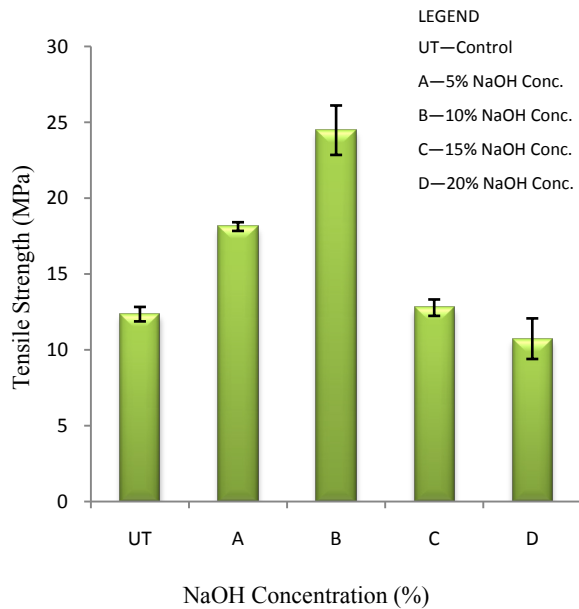 LEGEND
UT—Control
A—5% NaOH Conc.
B—10% NaOH Conc.
C—15% NaOH Conc.
D—20% NaOH Conc.
Tensile Strength (MPa)
30
25
20
15
10
5
0
UT A B C D
NaOH Concentration (%)